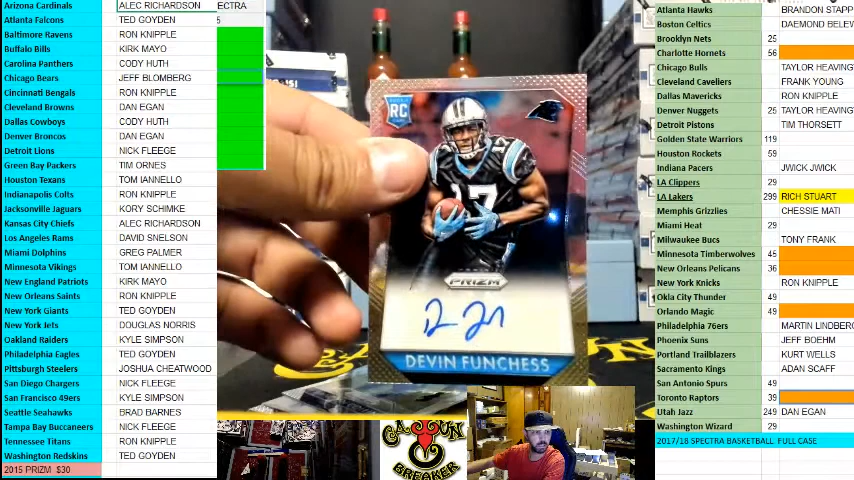 Arizona Cardinals ALEC RICHARDSON ECTRA
Atlanta Falcons TED GOYDEN 5
Baltimore Ravens RON KNIPPLE
Buffalo Bills KIRK MAYO
Carolina Panthers CODY HUTH
Chicago Bears JEFF BLOMBERG
Cincinnati Bengals RON KNIPPLE
Cleveland Browns DAN EGAN
Dallas Cowboys CODY HUTH
Denver Broncos DAN EGAN
Detroit Lions NICK FLEEGE
Green Bay Packers TIM ORNES
Houston Texans TOM IANNELLO
Indianapolis Colts RON KNIPPLE
Jacksonville Jaguars KORY SCHIMKE
Kansas City Chiefs ALEC RICHARDSON
Los Angeles Rams DAVID SNELSON
Miami Dolphins GREG PALMER
Minnesota Vikings TOM IANNELLO
New England Patriots KIRK MAYO
New Orleans Saints RON KNIPPLE
New York Giants TED GOYDEN
New York Jets DOUGLAS NORRIS
Oakland Raiders KYLE SIMPSON
Philadelphia Eagles TED GOYDEN
Pittsburgh Steelers JOSHUA CHEATWOOD
San Diego Chargers NICK FLEEGE
San Francisco 49ers KYLE SIMPSON
Seattle Seahawks BRAD BARNES
Tampa Bay Buccaneers NICK FLEEGE
Tennessee Titans RON KNIPPLE
Washington Redskins TED GOYDEN
2015 PRIZM $30
RC
17
PRIZM
DEVIN FUNCHESS
CAJUN
BREAKER
Atlanta Hawks BRANDON STAPP
Boston Celtics DAEMOND BELEW
Brooklyn Nets 25
Charlotte Hornets 56
Chicago Bulls TAYLOR HEAVING
Cleveland Caveliers FRANK YOUNG
Dallas Mavericks RON KNIPPLE
Denver Nuggets 25 TAYLOR HEAVING
Detroit Pistons TIM THORSETT
Golden State Warriors 119
Houston Rockets 59
Indiana Pacers JWICK JWICK
LA Clippers 29
LA Lakers 299 RICH STUART
Memphis Grizzlies CHESSIE MATI
Miami Heat 29
Milwaukee Bucs TONY FRANK
Minnesota Timberwolves 45
New Orleans Pelicans 36
New York Knicks RON KNIPPLE
Okla City Thunder 49
Orlando Magic 49
Philadelphia 76ers MARTIN LINDBERG
Phoenix Suns JEFF BOEHM
Portland Trailblazers KURT WELLS
Sacramento Kings ADAN SCAFF
San Antonio Spurs 49
Toronto Raptors 39
Utah Jazz 249 DAN EGAN
Washington Wizard 29
2017/18 SPECTRA BASKETBALL FULL CASE